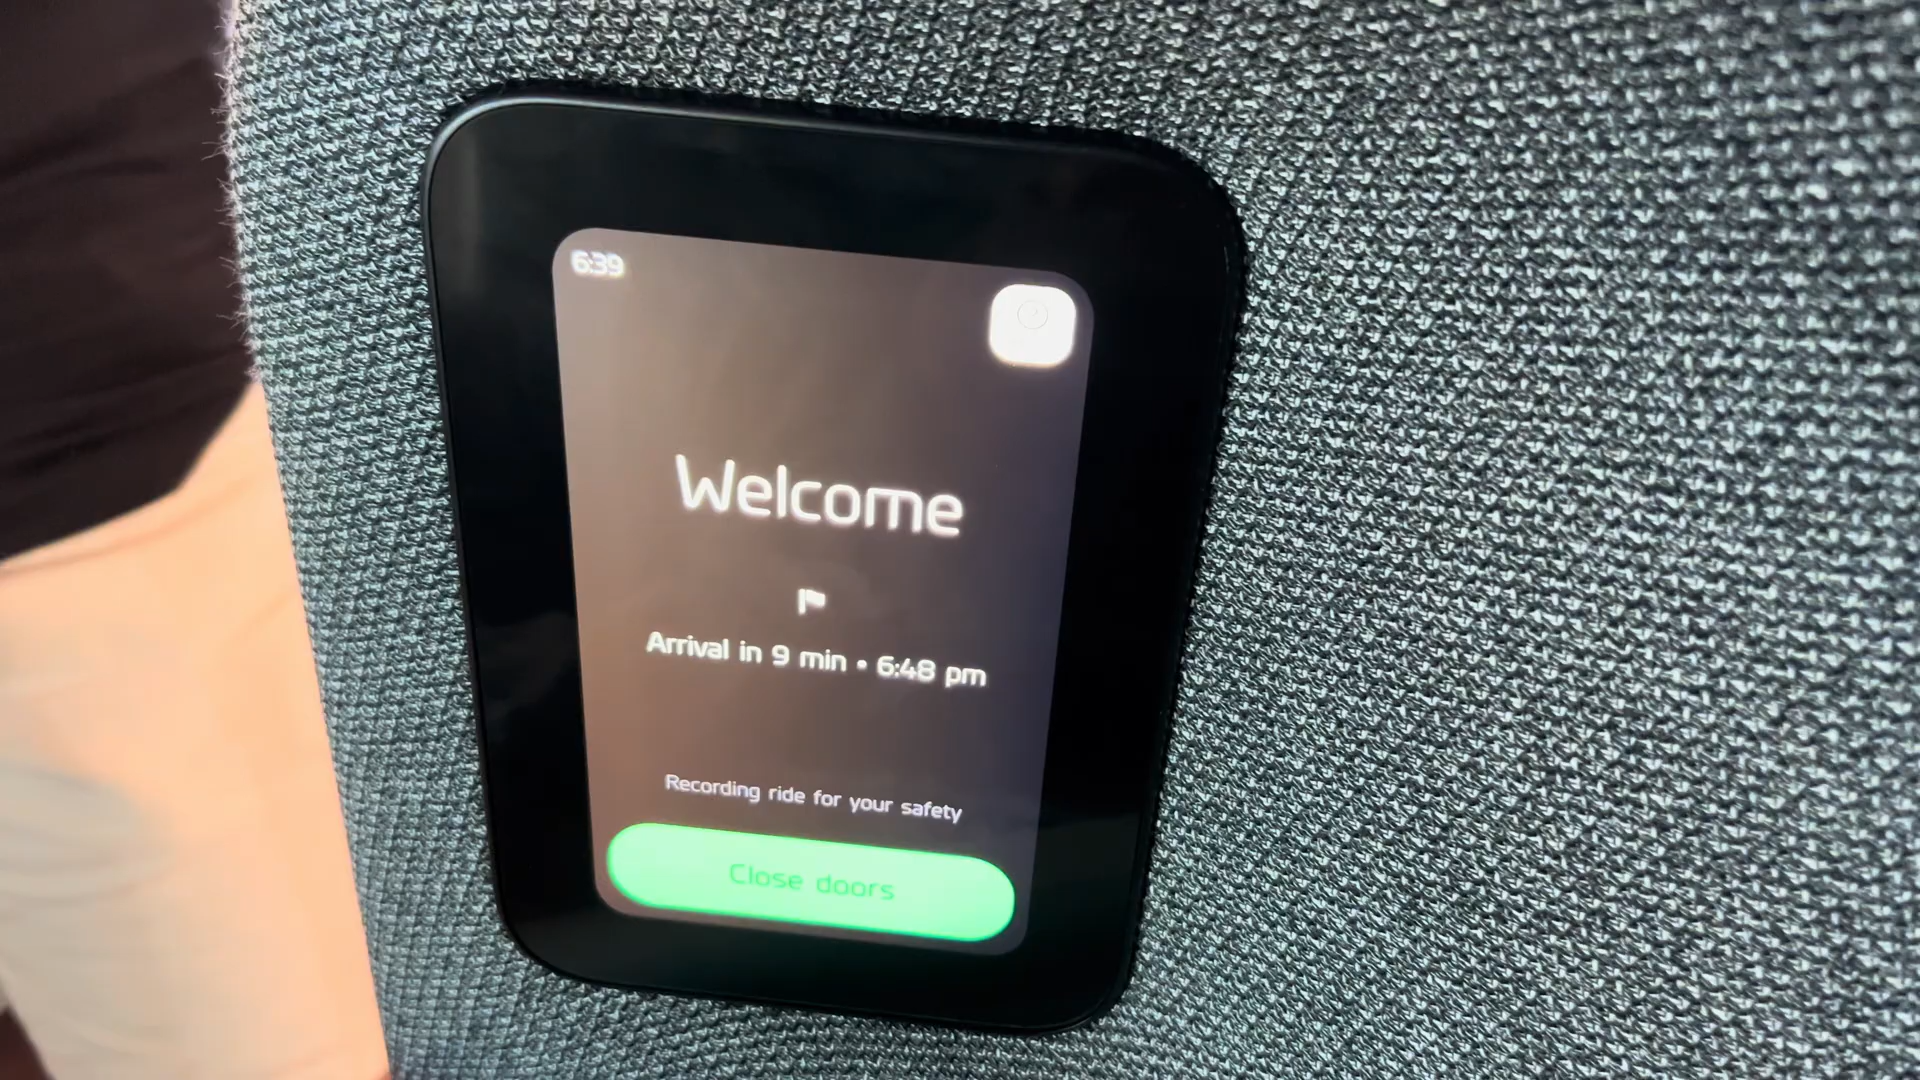 6:39
Welcome
Arrival in 9 min • 6:48 pm
Recording ride for your safety
Close doors